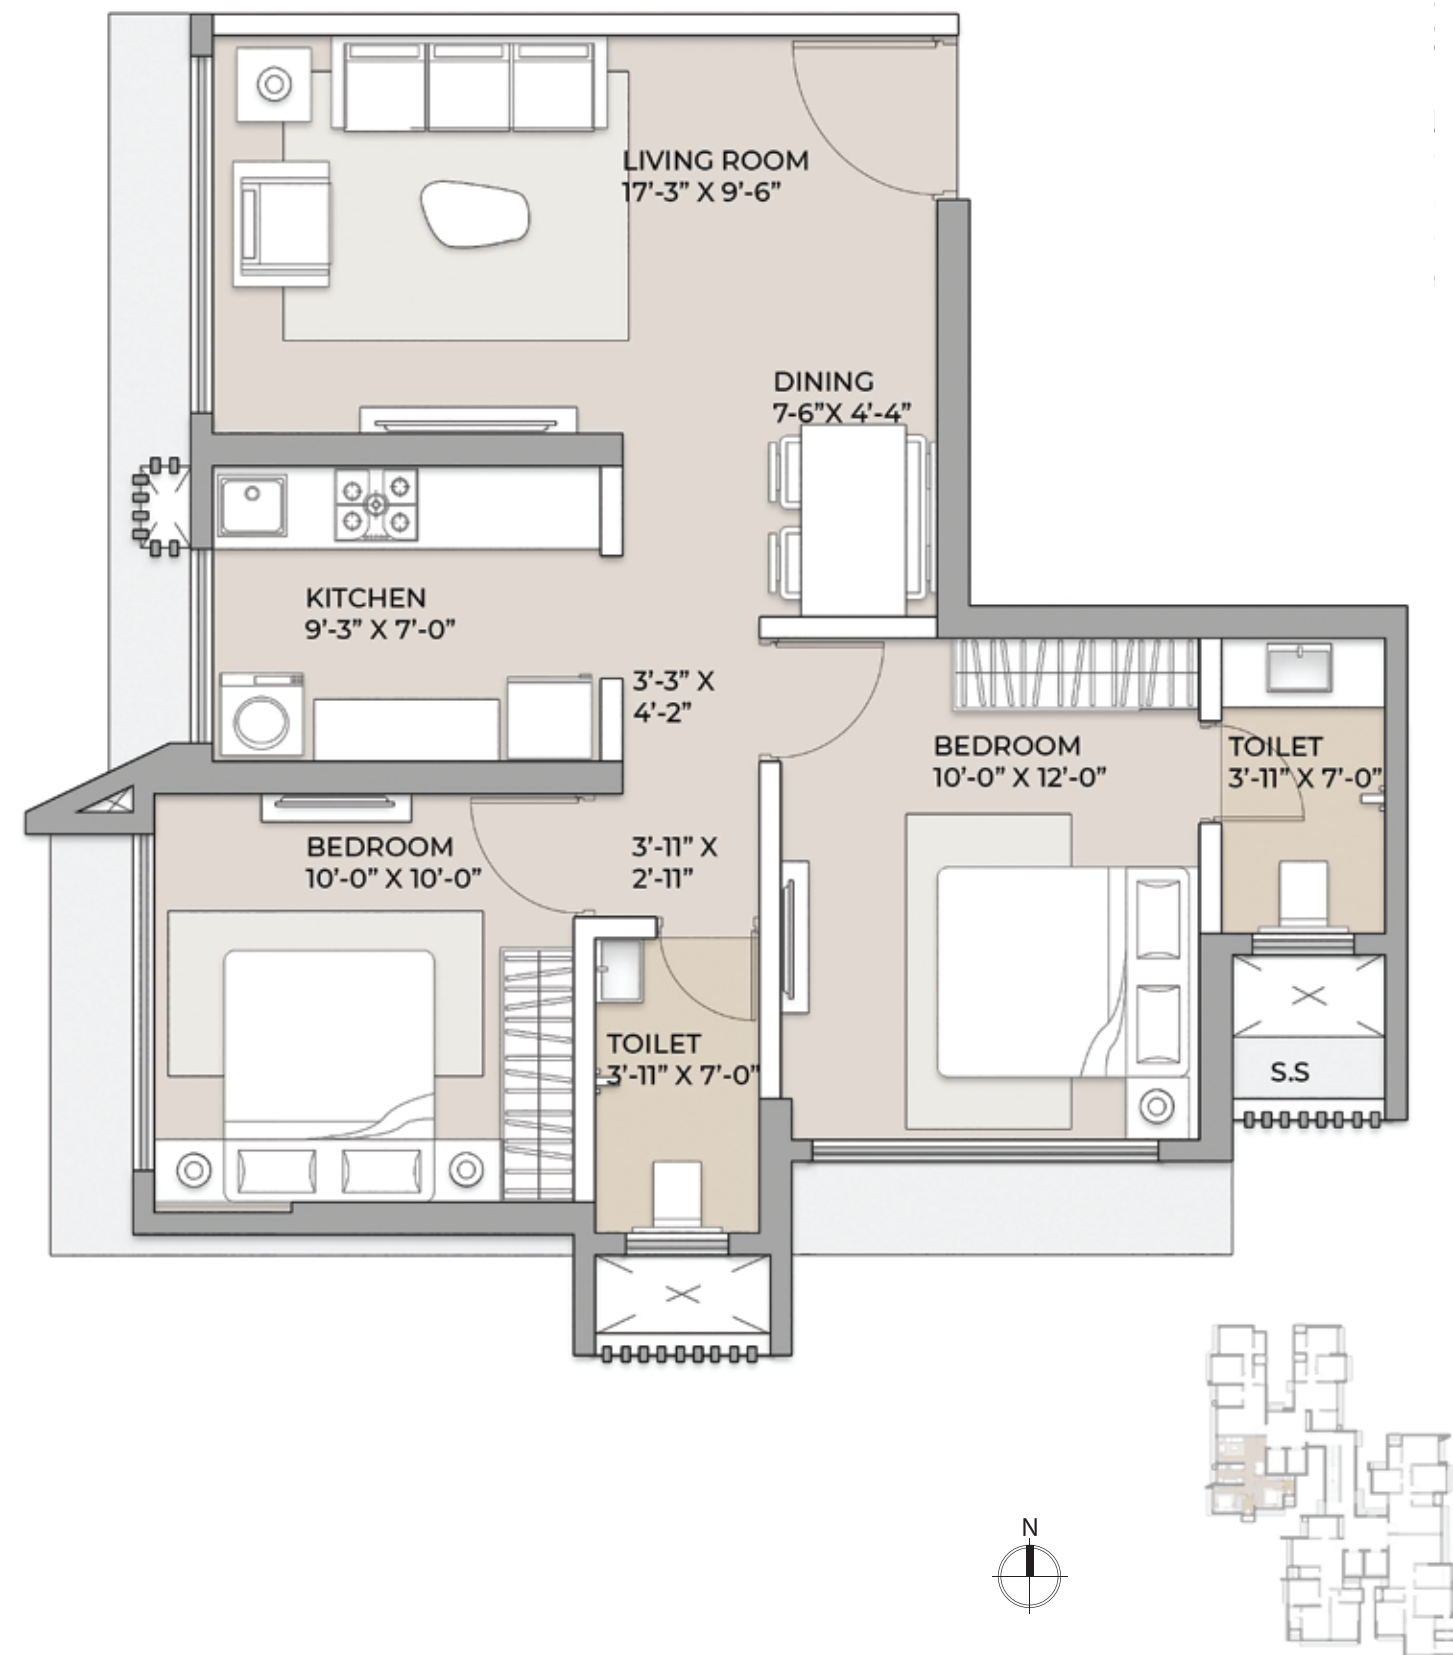 LIVING ROOM
17'-3” X 9'-6”
DINING
7-6”X 4'-4”
KITCHEN
9'-3” X 7'-0”
3'-3” X
4'-2”
BEDROOM
10'-0” X 12'-0”
TOILET
3'-11” X 7'-0”
BEDROOM
10'-0” X 10'-0”
3'-11” X
2'-11”
TOILET
3'-11” X 7'-0”
S.S
N